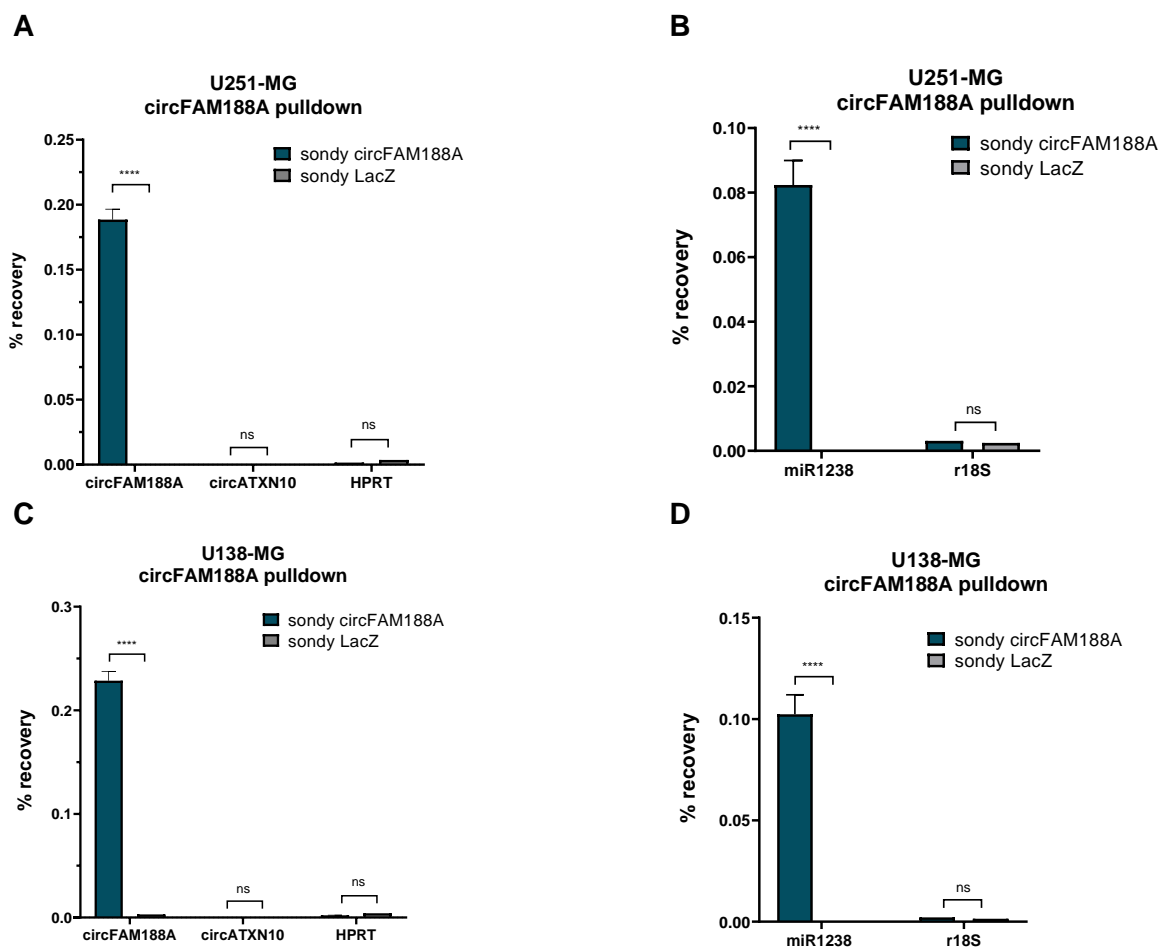 A
U251-MG
circFAM188A pulldown
% recovery
0.25
0.20
0.15
0.10
0.05
0.00
sondy circFAM188A
sondy LacZ
****
ns
ns
circFAM188A circATXN10 HPRT
B
U251-MG
circFAM188A pulldown
% recovery
0.10
0.08
0.06
0.04
0.02
0.00
sondy circFAM188A
sondy LacZ
****
ns
miR1238 r18S
C
U138-MG
circFAM188A pulldown
% recovery
0.3
0.2
0.1
0.0
sondy circFAM188A
sondy LacZ
****
ns
ns
circFAM188A circATXN10 HPRT
D
U138-MG
circFAM188A pulldown
% recovery
0.15
0.10
0.05
0.00
sondy circFAM188A
sondy LacZ
****
ns
miR1238 r18S